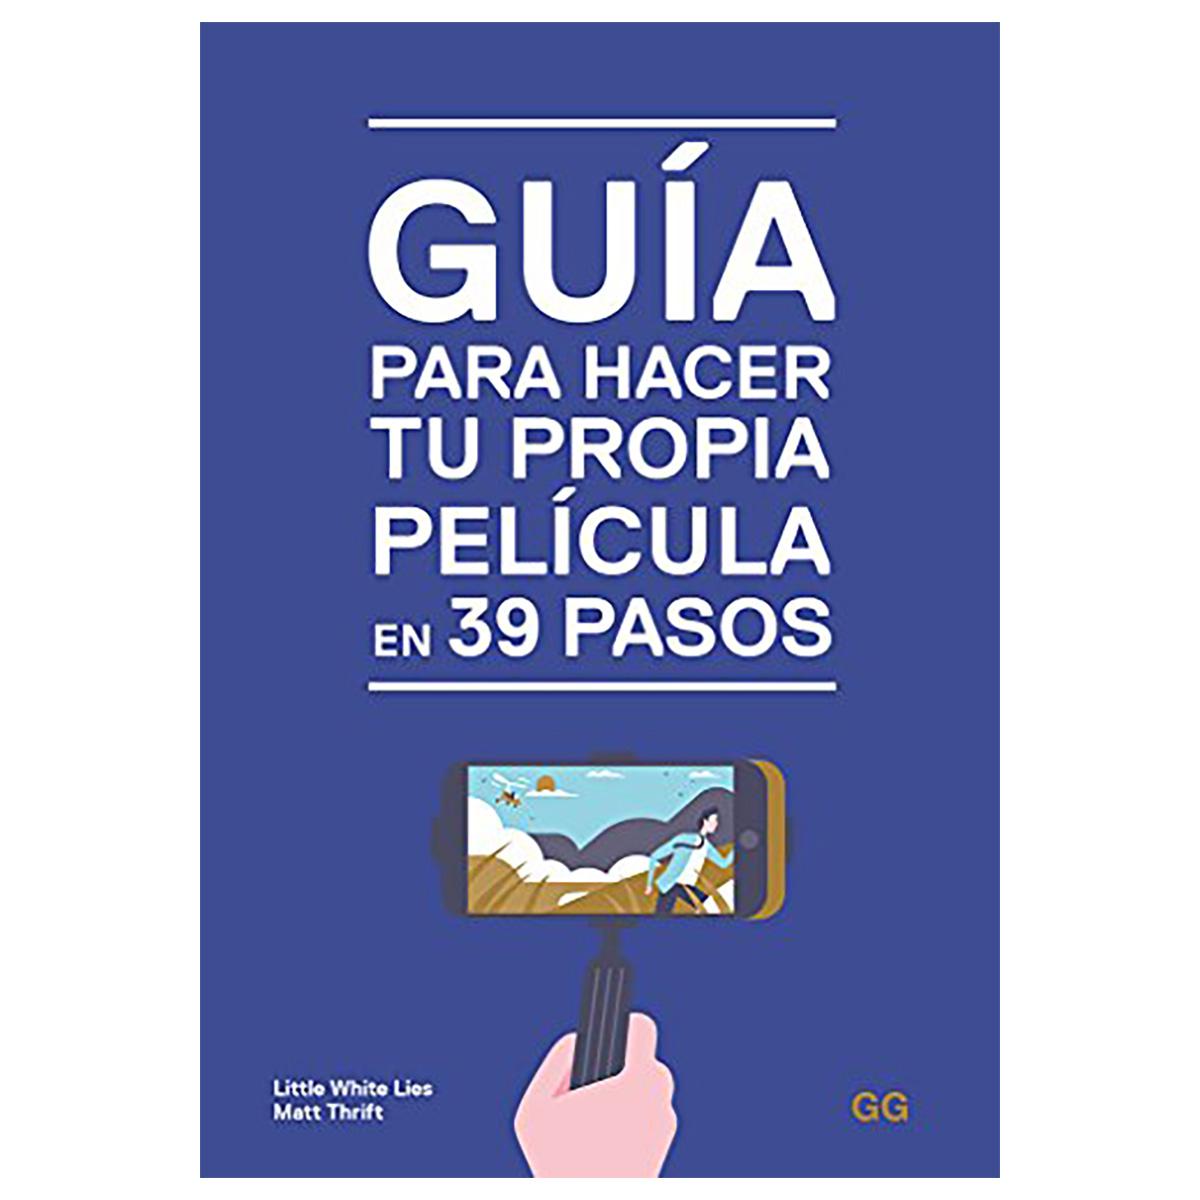 GUÍA
PARA HACER
TU PROPIA
PELÍCULA
EN 39 PASOS
Little White Lies
Matt Thrift
GG